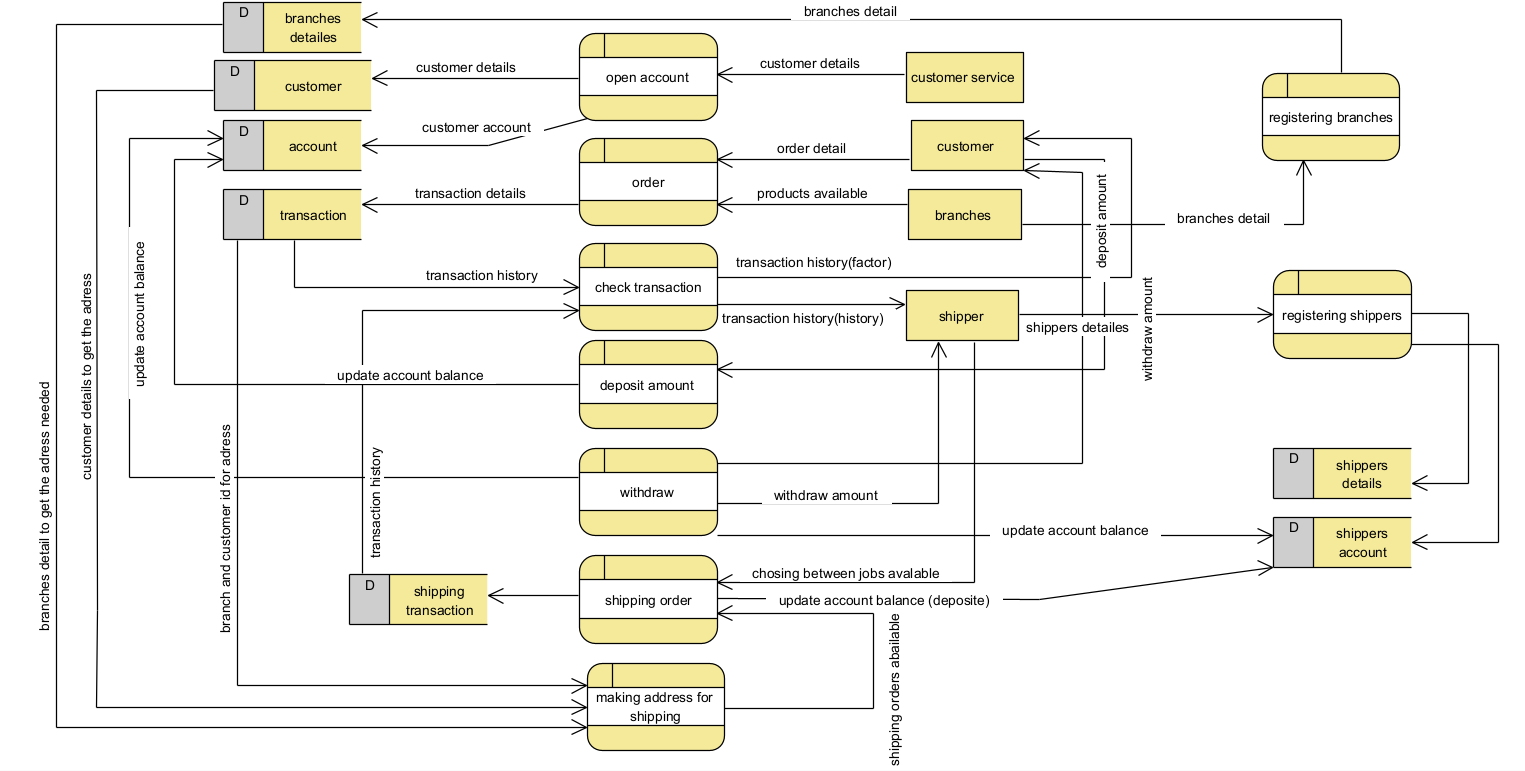 branches detail
D
branches
detailes
D
customer
customer details
open account
customer details
customer service
registering branches
D
account
customer account
order
order detail
customer
D
transaction
transaction details
products available
branches
branches detail
deposit amount
update account balance
transaction history
check transaction
transaction history(factor)
transaction history(history)
shipper
shippers detailes
withdraw amount
registering shippers
customer details to get the adress
update account balance
deposit amount
branches detail to get the adress needed
branch and customer id for adress
transaction history
withdraw
withdraw amount
update account balance
D
shippers
details
D
shippers
account
D
shipping
transaction
shipping order
chosing between jobs avalable
update account balance (deposite)
shipping orders abailable
making address for
shipping